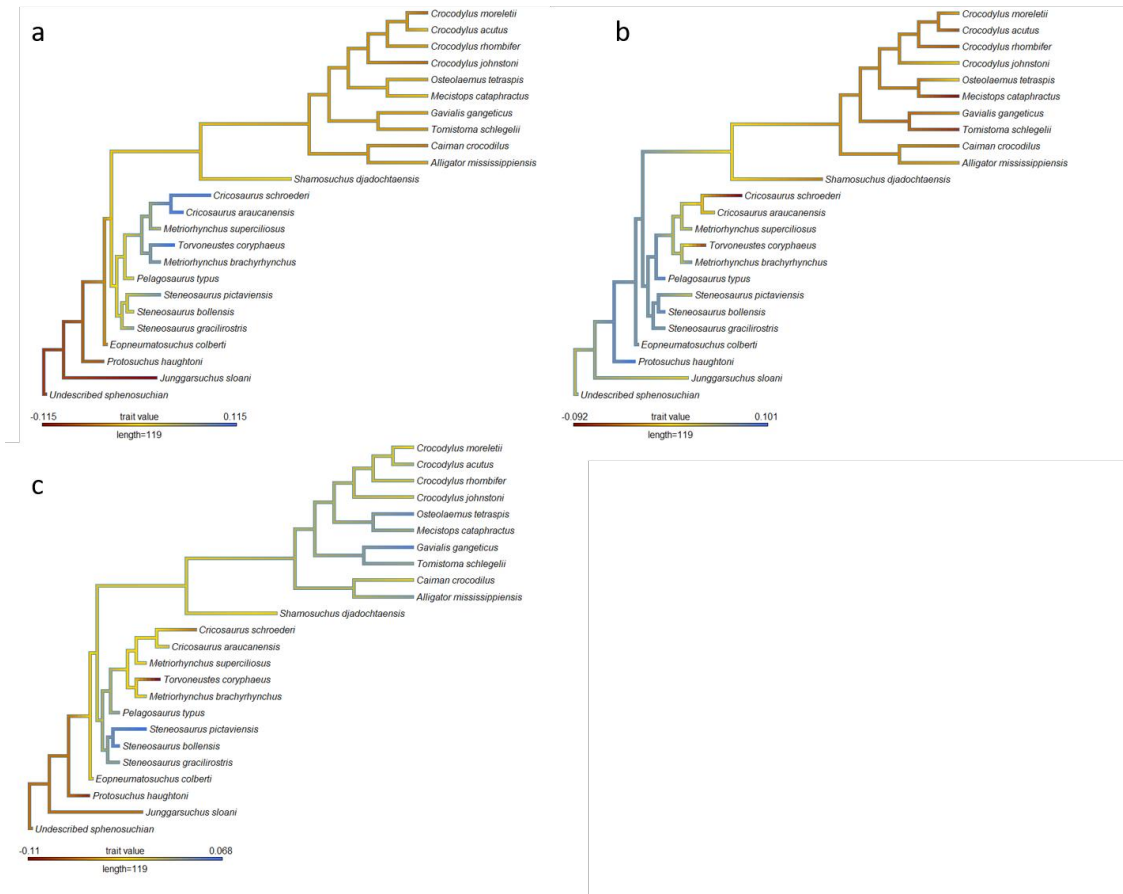 a
Crocodylus moreletii
Crocodylus acutus
Crocodylus rhombifer
Crocodylus johnstoni
Osteolaemus tetraspis
Mecistops cataphractus
Gavialis gangeticus
Tomistoma schlegelii
Caiman crocodilus
Alligator mississippiensis
Shamosuchus djadochtaensis
Cricosaurus schroederi
Cricosaurus araucanensis
Metriorhynchus superciliosus
Torvoneustes coryphaeus
Metriorhynchus brachyrhynchus
Pelagosaurus typus
Steneosaurus pictaviensis
Steneosaurus bollensis
Steneosaurus gracilirostris
Eopneumatosuchus colberti
Protosuchus haughtoni
Junggarsuchus sloani
Undescribed sphenosuchian
-0.115 trait value 0.115
length=119
b
Crocodylus moreletii
Crocodylus acutus
Crocodylus rhombifer
Crocodylus johnstoni
Osteolaemus tetraspis
Mecistops cataphractus
Gavialis gangeticus
Tomistoma schlegelii
Caiman crocodilus
Alligator mississippiensis
Shamosuchus djadochtaensis
Cricosaurus schroederi
Cricosaurus araucanensis
Metriorhynchus superciliosus
Torvoneustes coryphaeus
Metriorhynchus brachyrhynchus
Pelagosaurus typus
Steneosaurus pictaviensis
Steneosaurus bollensis
Steneosaurus gracilirostris
Eopneumatosuchus colberti
Protosuchus haughtoni
Junggarsuchus sloani
Undescribed sphenosuchian
-0.092 trait value 0.101
length=119
c
Crocodylus moreletii
Crocodylus acutus
Crocodylus rhombifer
Crocodylus johnstoni
Osteolaemus tetraspis
Mecistops cataphractus
Gavialis gangeticus
Tomistoma schlegelii
Caiman crocodilus
Alligator mississippiensis
Shamosuchus djadochtaensis
Cricosaurus schroederi
Cricosaurus araucanensis
Metriorhynchus superciliosus
Torvoneustes coryphaeus
Metriorhynchus brachyrhynchus
Pelagosaurus typus
Steneosaurus pictaviensis
Steneosaurus bollensis
Steneosaurus gracilirostris
Eopneumatosuchus colberti
Protosuchus haughtoni
Junggarsuchus sloani
Undescribed sphenosuchian
-0.11 trait value 0.068
length=119